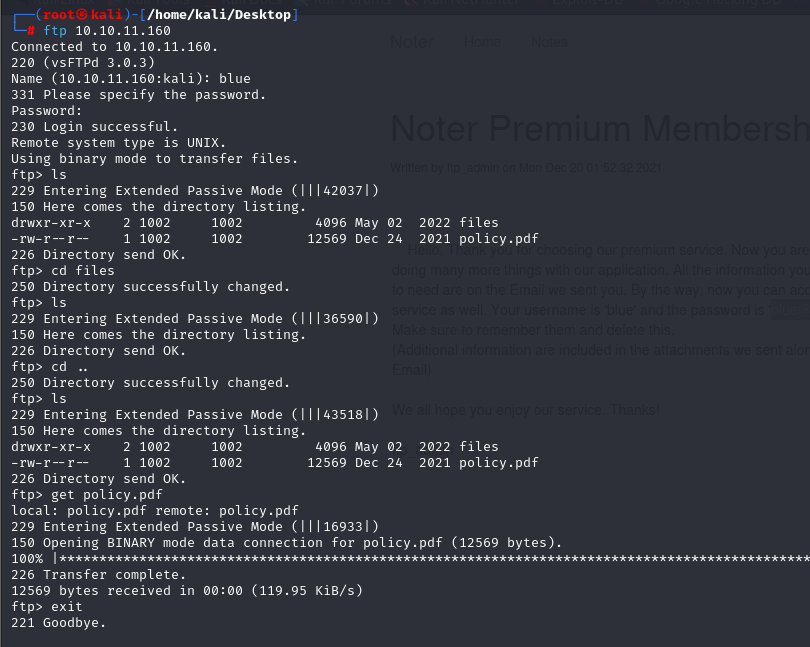 ┌──(root㉿kali)-[/home/kali/Desktop]
└─# ftp 10.10.11.160
Connected to 10.10.11.160.
220 (vsFTPd 3.0.3)
Name (10.10.11.160:kali): blue
331 Please specify the password.
Password:
230 Login successful.
Remote system type is UNIX.
Using binary mode to transfer files.
ftp> ls
229 Entering Extended Passive Mode (|||42037|)
150 Here comes the directory listing.
drwxr-xr-x    2 1002     1002         4096 May 02  2022 files
-rw-r--r--    1 1002     1002        12569 Dec 24  2021 policy.pdf
226 Directory send OK.
ftp> cd files
250 Directory successfully changed.
ftp> ls
229 Entering Extended Passive Mode (|||36590|)
150 Here comes the directory listing.
226 Directory send OK.
ftp> cd ..
250 Directory successfully changed.
ftp> ls
229 Entering Extended Passive Mode (|||43518|)
150 Here comes the directory listing.
drwxr-xr-x    2 1002     1002         4096 May 02  2022 files
-rw-r--r--    1 1002     1002        12569 Dec 24  2021 policy.pdf
226 Directory send OK.
ftp> get policy.pdf
local: policy.pdf remote: policy.pdf
229 Entering Extended Passive Mode (|||16933|)
150 Opening BINARY mode data connection for policy.pdf (12569 bytes).
100% |***********************************************************************************************
226 Transfer complete.
12569 bytes received in 00:00 (119.95 KiB/s)
ftp> exit
221 Goodbye.
Noter Home Notes
Noter Premium Membersh
Written by ftp_admin on Mon Dec 20 01:52:32 2021
Hello, Thank you for choosing our premium service. Now you are
doing many more things with our application. All the information you
to need are on the Email we sent you. By the way, now you can acc
service as well. Your username is 'blue' and the password is
Make sure to remember them and delete this.
(Additional information are included in the attachments we sent alon
Email)
We all hope you enjoy our service. Thanks!